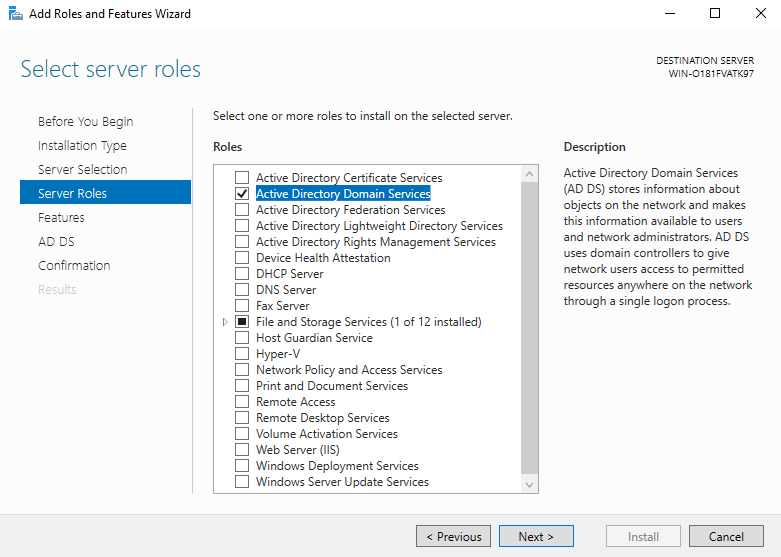 Add Roles and Features Wizard
Select server roles
DESTINATION SERVER
WIN-O181FVATK97
Before You Begin
Installation Type
Server Selection
Server Roles
Features
AD DS
Confirmation
Results
Select one or more roles to install on the selected server.
Roles
Active Directory Certificate Services
Active Directory Domain Services
Active Directory Federation Services
Active Directory Lightweight Directory Services
Active Directory Rights Management Services
Device Health Attestation
DHCP Server
DNS Server
Fax Server
File and Storage Services (1 of 12 installed)
Host Guardian Service
Hyper-V
Network Policy and Access Services
Print and Document Services
Remote Access
Remote Desktop Services
Volume Activation Services
Web Server (IIS)
Windows Deployment Services
Windows Server Update Services
Description
Active Directory Domain Services
(AD DS) stores information about
objects on the network and makes
this information available to users
and network administrators. AD DS
uses domain controllers to give
network users access to permitted
resources anywhere on the network
through a single logon process.
< Previous
Next >
Install
Cancel